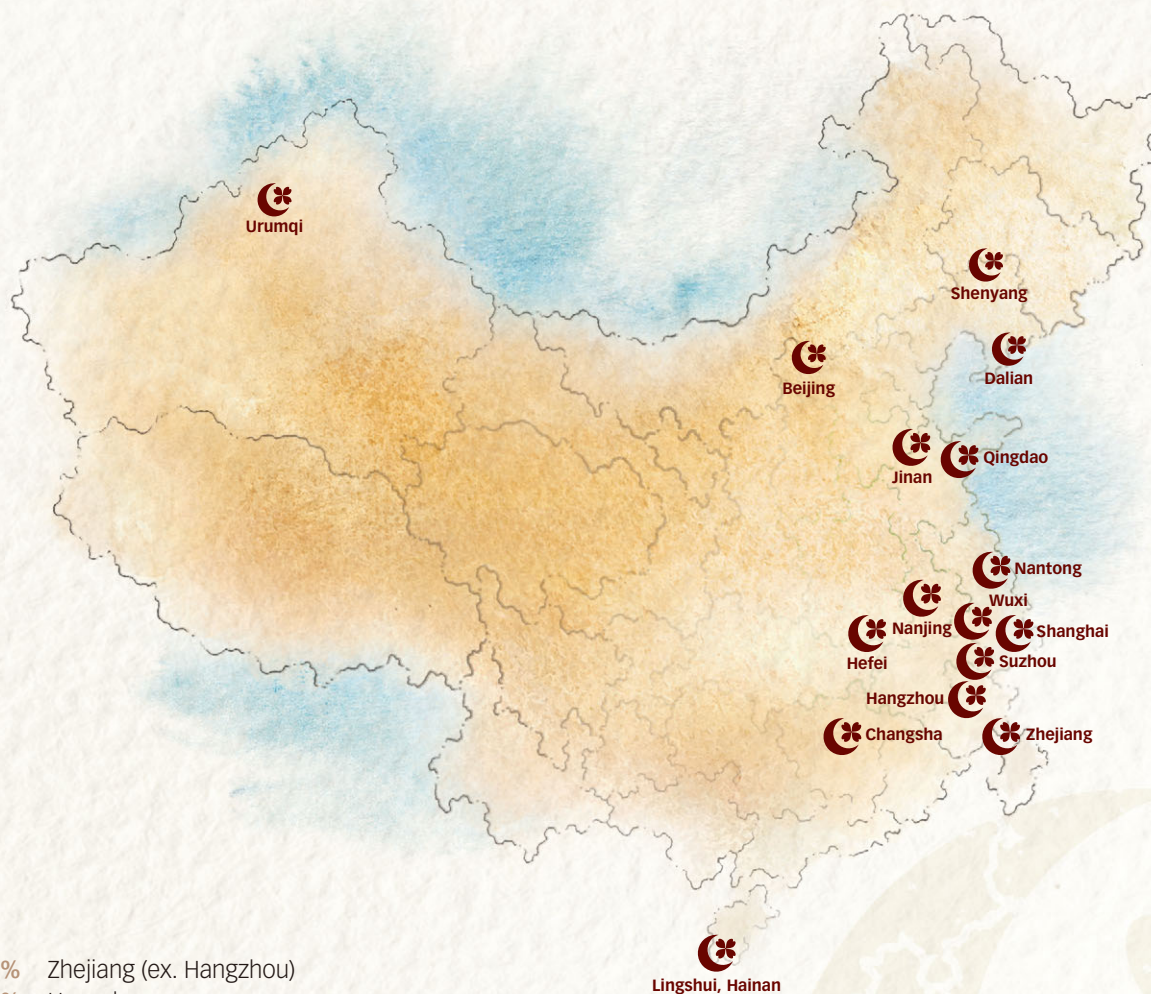 Urumqi
Shenyang
Dalian
Beijing
Qingdao
Jinan
Nantong
Wuxi
Nanjing
Shanghai
Hefei
Suzhou
Hangzhou
Changsha
Zhejiang
% Zhejiang (ex. Hangzhou)
Lingshui, Hainan